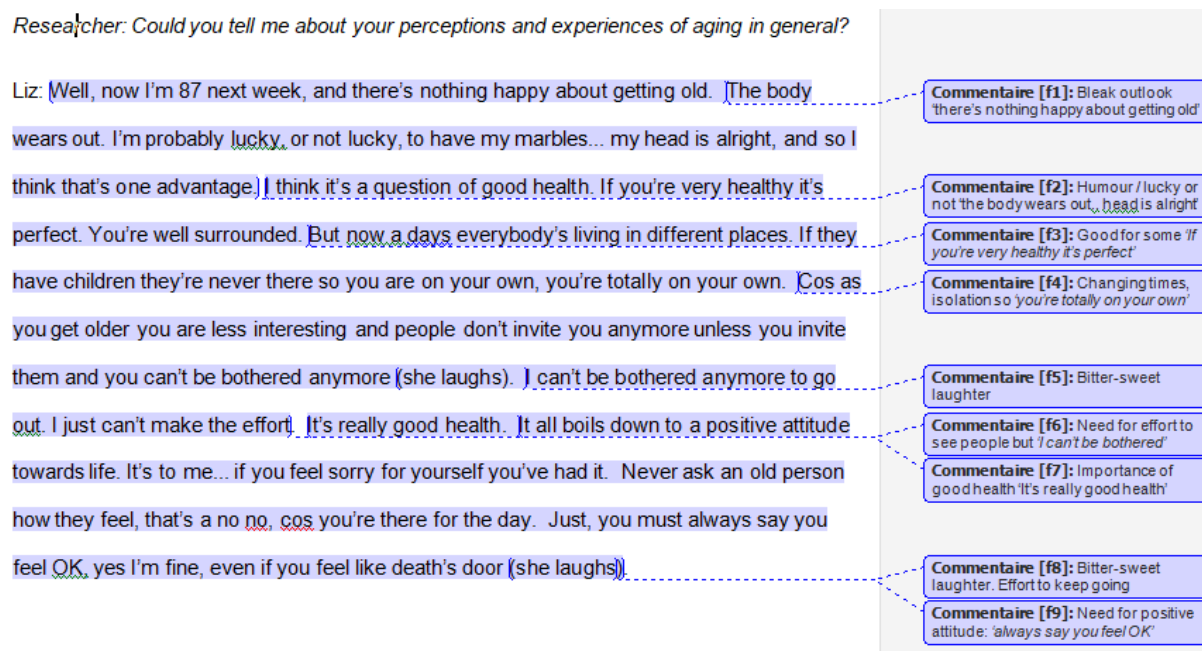 Researcher: Could you tell me about your perceptions and experiences of aging in general?
Liz: Well, now I'm 87 next week, and there's nothing happy about getting old. The body
wears out. I'm probably lucky, or not lucky, to have my marbles... my head is alright, and so I
think that's one advantage. I think it's a question of good health. If you're very healthy it's
perfect. You're well surrounded. But now a days everybody's living in different places. If they
have children they're never there so you are on your own, you're totally on your own. Cos as
you get older you are less interesting and people don't invite you anymore unless you invite
them and you can't be bothered anymore (she laughs). I can't be bothered anymore to go
out. I just can't make the effort. It's really good health. It all boils down to a positive attitude
towards life. It's to me... if you feel sorry for yourself you've had it. Never ask an old person
how they feel, that's a no no, cos you're there for the day. Just, you must always say you
feel OK, yes I'm fine, even if you feel like death's door (she laughs).
Commentaire [f1]: Bleak outlook
'there's nothing happy about getting old'
Commentaire [f2]: Humour / lucky or
not 'the body wears out,, head is alright'
Commentaire [f3]: Good for some 'If
you're very healthy it's perfect'
Commentaire [f4]: Changing times,
isolation so 'you're totally on your own'
Commentaire [f5]: Bitter-sweet
laughter
Commentaire [f6]: Need for effort to
see people but 'I can't be bothered'
Commentaire [f7]: Importance of
good health 'It's really good health'
Commentaire [f8]: Bitter-sweet
laughter. Effort to keep going
Commentaire [f9]: Need for positive
attitude: 'always say you feel OK'